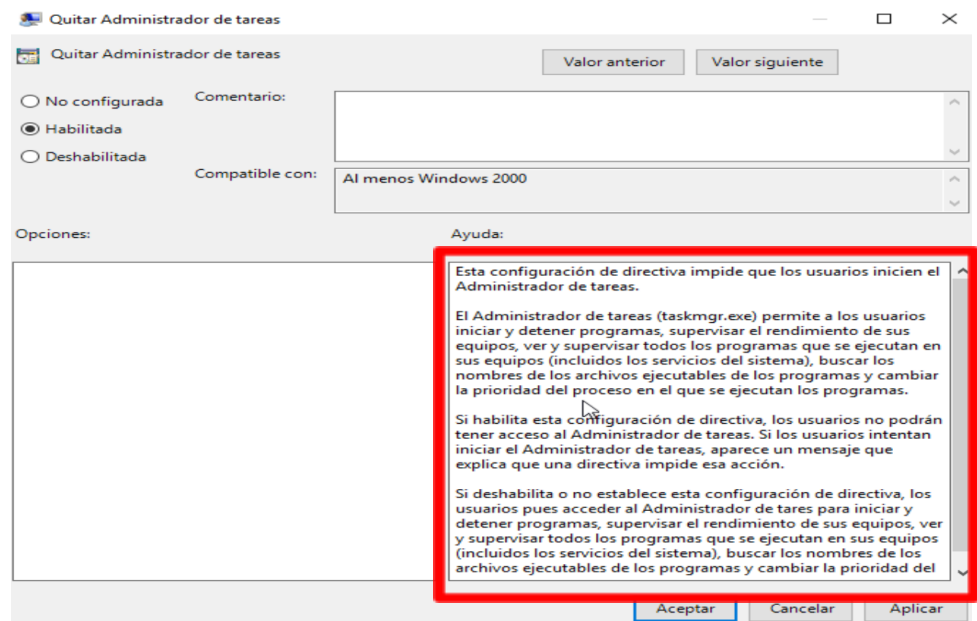 Quitar Administrador de tareas
Quitar Administrador de tareas
Valor anterior
Valor siguiente
No configurada
Comentario:
Habilitada
Deshabilitada
Compatible con:
Al menos Windows 2000
Opciones:
Ayuda:
Esta configuración de directiva impide que los usuarios inicien el
Administrador de tareas.
El Administrador de tareas (taskmgr.exe) permite a los usuarios
iniciar y detener programas, supervisar el rendimiento de sus
equipos, ver y supervisar todos los programas que se ejecutan en
sus equipos (incluidos los servicios del sistema), buscar los
nombres de los archivos ejecutables de los programas y cambiar
la prioridad del proceso en el que se ejecutan los programas.
Si habilita esta configuración de directiva, los usuarios no podrán
tener acceso al Administrador de tareas. Si los usuarios intentan
iniciar el Administrador de tareas, aparece un mensaje que
explica que una directiva impide esa acción.
Si deshabilita o no establece esta configuración de directiva, los
usuarios pues acceder al Administrador de tares para iniciar y
detener programas, supervisar el rendimiento de sus equipos, ver
y supervisar todos los programas que se ejecutan en sus equipos
(incluidos los servicios del sistema), buscar los nombres de los
archivos ejecutables de los programas y cambiar la prioridad del
Aceptar
Cancelar
Aplicar